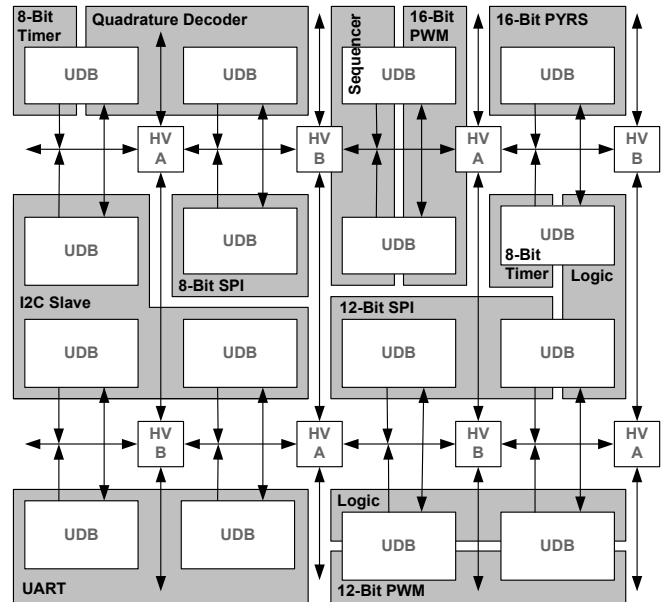 8-Bit
Timer
Quadrature Decoder
Sequencer
16-Bit
PWM
16-Bit PYRS
UDB
UDB
UDB
UDB
HV
A
HV
B
HV
A
HV
B
UDB
UDB
UDB
UDB
8-Bit
Timer
Logic
I2C Slave
8-Bit SPI
12-Bit SPI
UDB
UDB
UDB
UDB
HV
B
HV
A
HV
B
HV
A
Logic
UDB
UDB
UDB
UDB
UART
12-Bit PWM